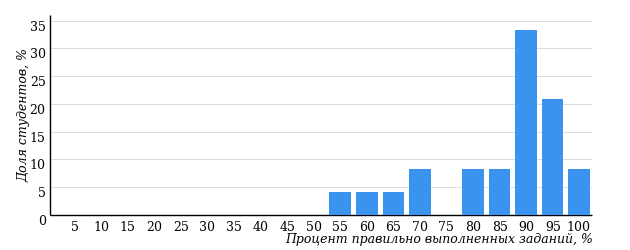 Доля студентов, %
35
30
25
20
15
10
5
0
5 10 15 20 25 30 35 40 45 50 55 60 65 70 75 80 85 90 95 100
Процент правильно выполненных заданий, %